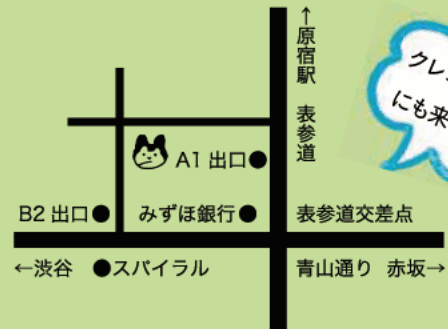 ↑原宿駅 表参道
クレ
にも来
A1 出口●
B2 出口●
みずほ銀行●
表参道交差点
←渋谷
●スパイラル
青山通り 赤坂→